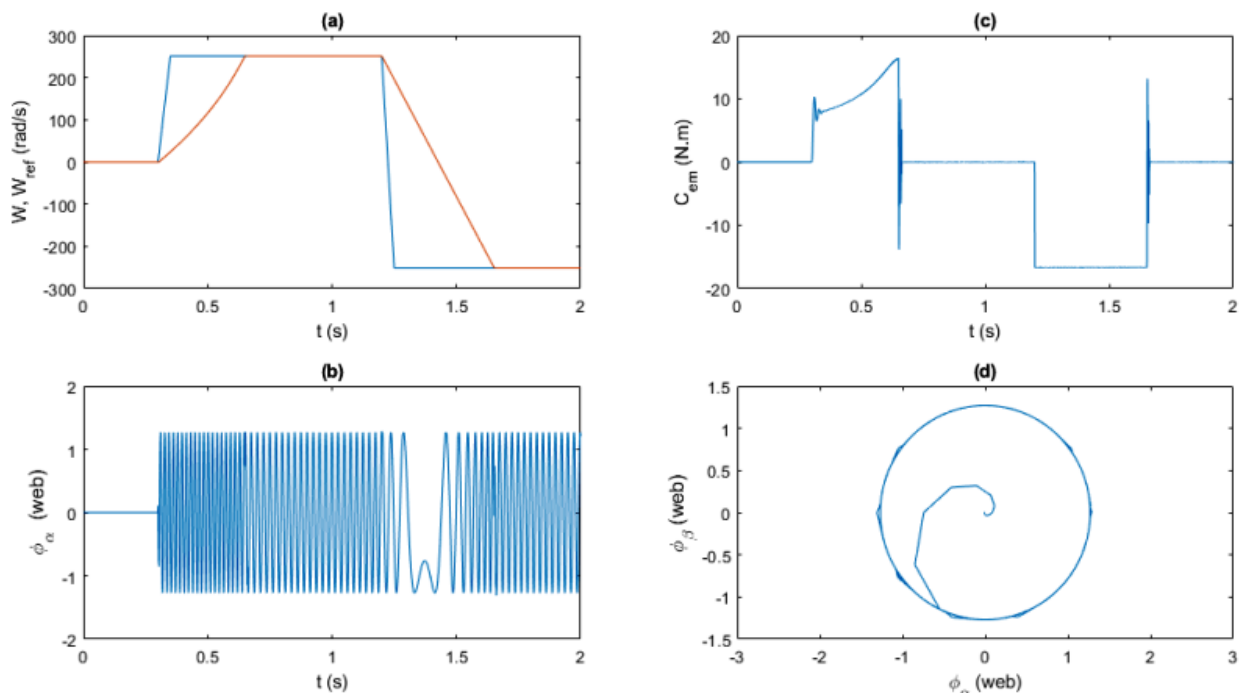 (a)
W, W_ref (rad/s)
300
200
100
0
-100
-200
-300
0 0.5 1 1.5 2
t (s)
(c)
C_em (N.m)
20
10
0
-10
-20
0 0.5 1 1.5 2
t (s)
(b)
ϕ_α (web)
2
1
0
-1
-2
0 0.5 1 1.5 2
t (s)
(d)
ϕ_β (web)
1.5
1
0.5
0
-0.5
-1
-1.5
-3 -2 -1 0 1 2 3
ϕ_α (web)